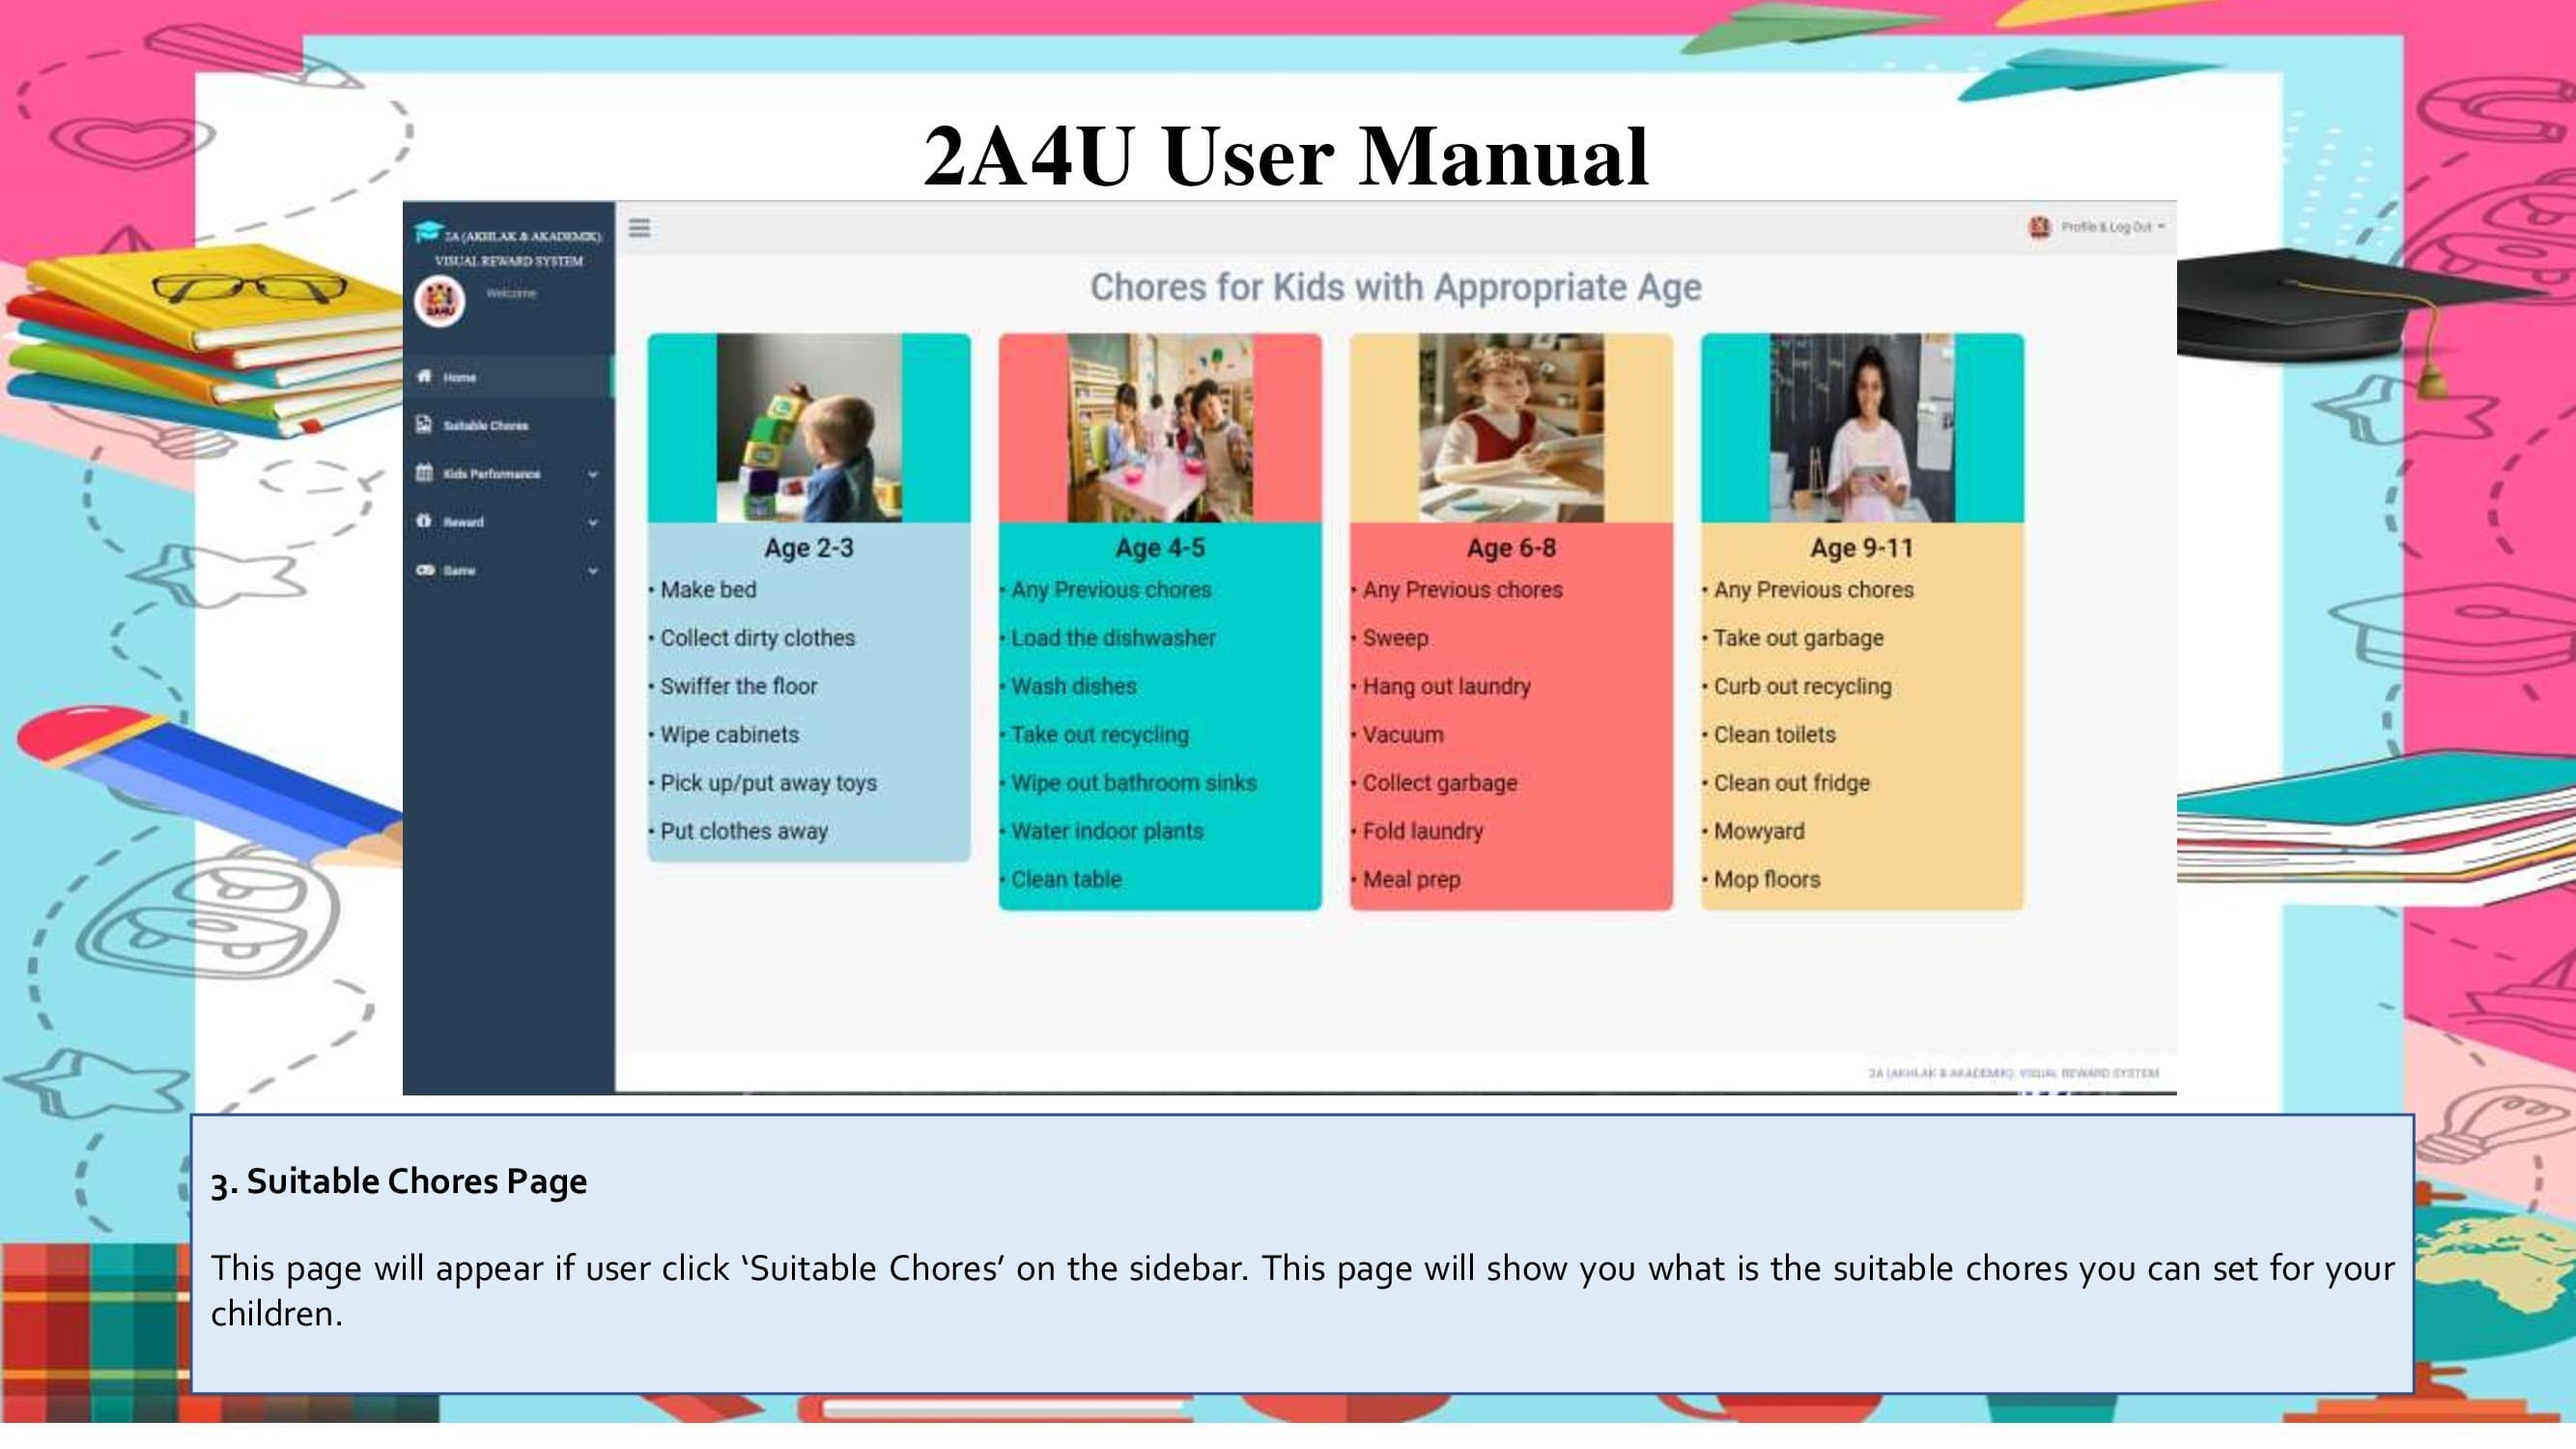 2A4U User Manual
2A (AKHLAK & AKADEMIK):
VISUAL REWARD SYSTEM
Welcome
Profile & Log Out
Home
Suitable Chores
Kids Performance
Reward
Game
Chores for Kids with Appropriate Age
Age 2-3
• Make bed
• Collect dirty clothes
• Swiffer the floor
• Wipe cabinets
• Pick up/put away toys
• Put clothes away
Age 4-5
• Any Previous chores
• Load the dishwasher
• Wash dishes
• Take out recycling
• Wipe out bathroom sinks
• Water indoor plants
• Clean table
Age 6-8
• Any Previous chores
• Sweep
• Hang out laundry
• Vacuum
• Collect garbage
• Fold laundry
• Meal prep
Age 9-11
• Any Previous chores
• Take out garbage
• Curb out recycling
• Clean toilets
• Clean out fridge
• Mowyard
• Mop floors
2A (AKHLAK & AKADEMIK): VISUAL REWARD SYSTEM
3. Suitable Chores Page
This page will appear if user click ‘Suitable Chores’ on the sidebar. This page will show you what is the suitable chores you can set for your
children.